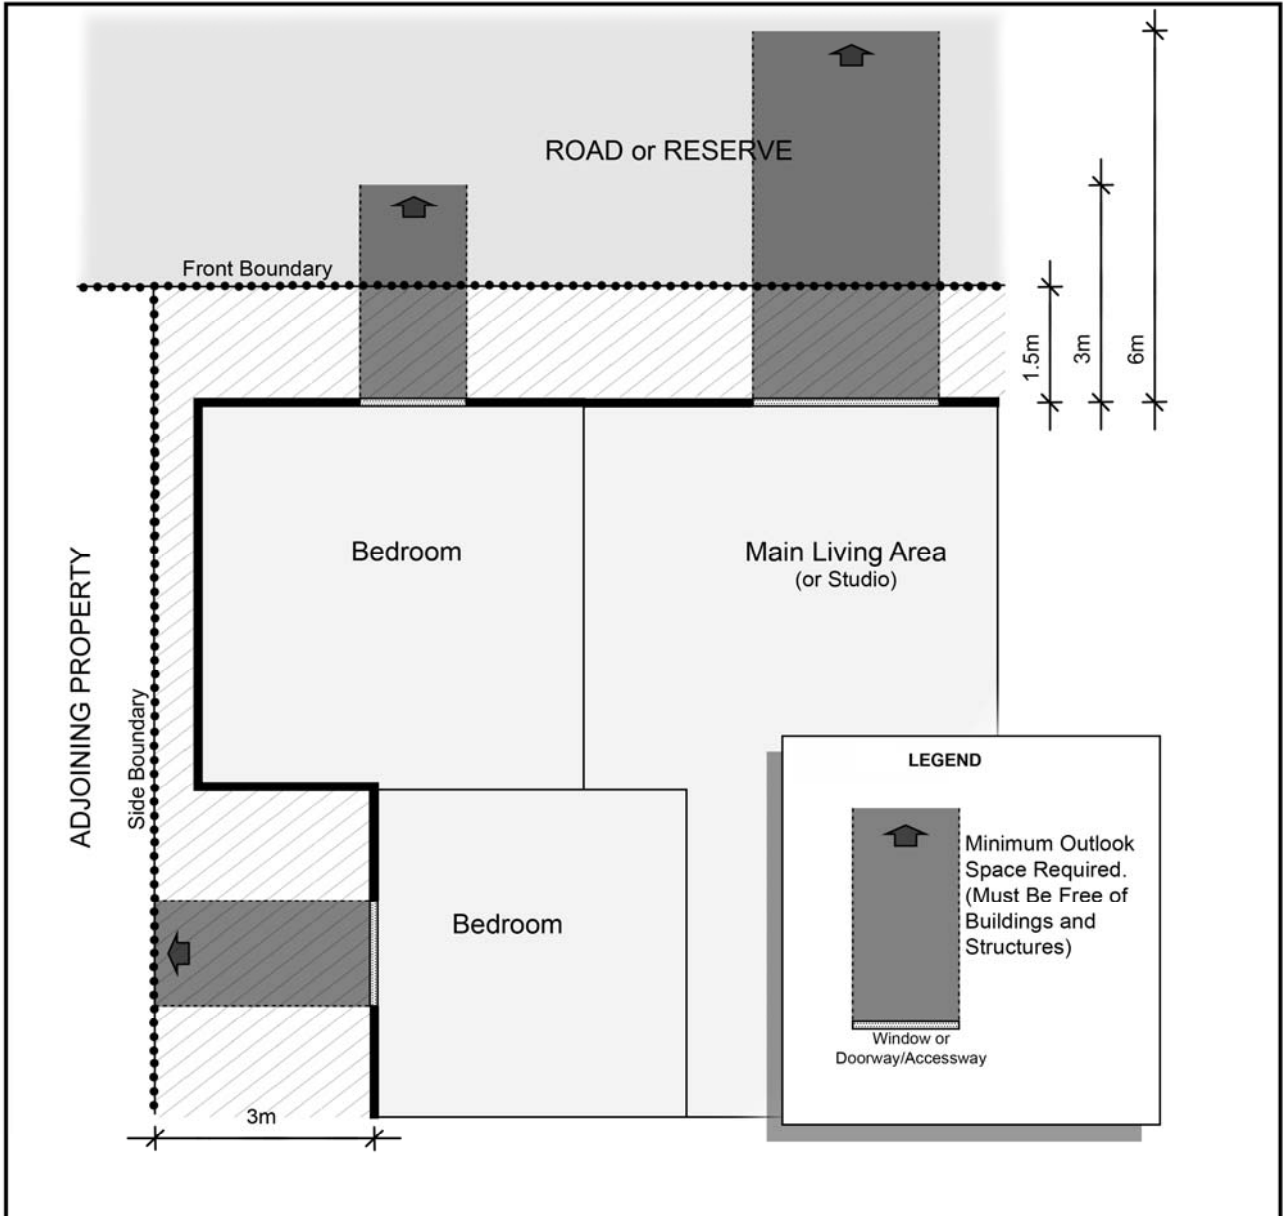 ROAD or RESERVE
Front Boundary
1.5m
3m
6m
Bedroom
Main Living Area
(or Studio)
ADJOINING PROPERTY
Side Boundary
Bedroom
3m
LEGEND
Minimum Outlook
Space Required.
(Must Be Free of
Buildings and
Structures)
Window or
Doorway/Accessway